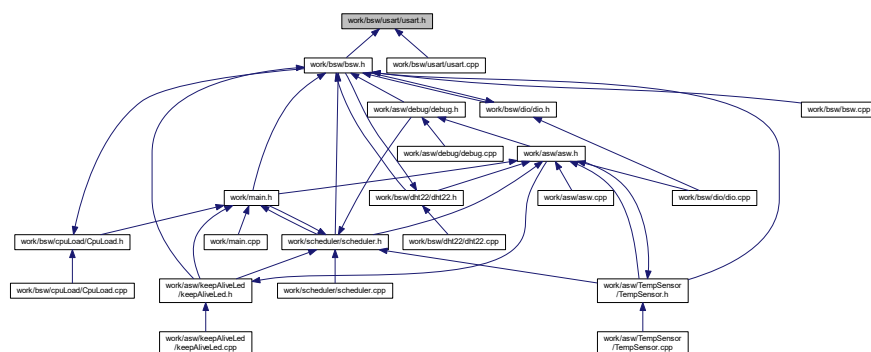 work/bsw/usart/usart.h
work/bsw/bsw.h
work/bsw/usart/usart.cpp
work/asw/debug/debug.h
work/bsw/dio/dio.h
work/bsw/bsw.cpp
work/asw/debug/debug.cpp
work/asw/asw.h
work/main.h
work/bsw/dht22/dht22.h
work/asw/asw.cpp
work/bsw/dio/dio.cpp
work/bsw/cpuLoad/CpuLoad.h
work/main.cpp
work/scheduler/scheduler.h
work/bsw/dht22/dht22.cpp
work/bsw/cpuLoad/CpuLoad.cpp
work/asw/keepAliveLed
/keepAliveLed.h
work/scheduler/scheduler.cpp
work/asw/TempSensor
/TempSensor.h
work/asw/keepAliveLed
/keepAliveLed.cpp
work/asw/TempSensor
/TempSensor.cpp